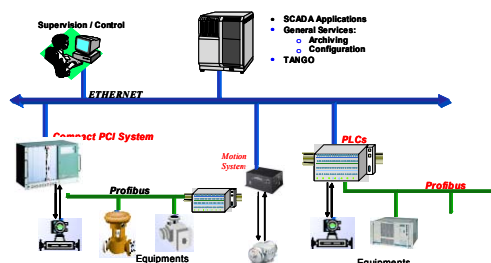 Supervision / Control
• SCADA Applications
• General Services:
o Archiving
o Configuration
• TANGO
ETHERNET
Compact PCI System
Motion
System
PLCs
Profibus
Profibus
Equipments
Equipments